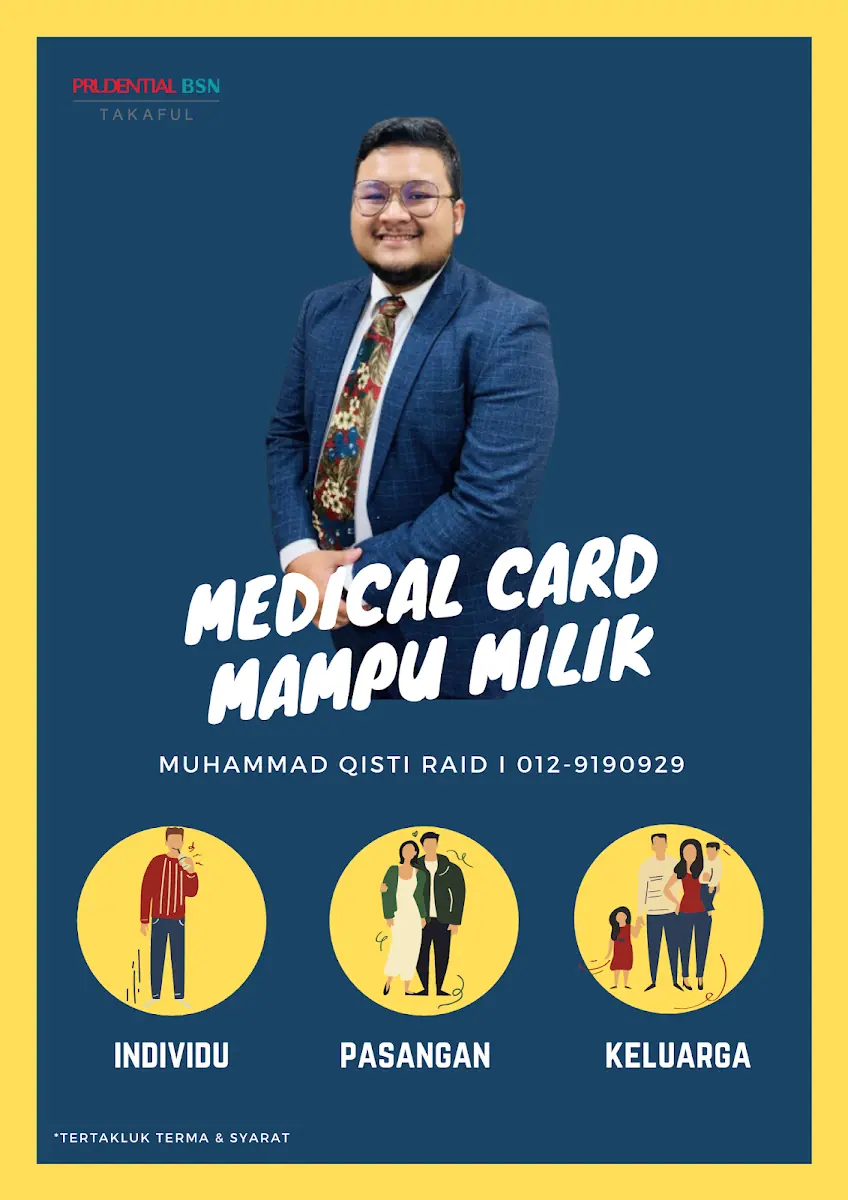 PRUDENTIAL BSN
TAKAFUL
MEDICAL CARD
MAMPU MILIK
MUHAMMAD QISTI RAID I 012-9190929
INDIVIDU
PASANGAN
KELUARGA
*TERTAKLUK TERMA & SYARAT